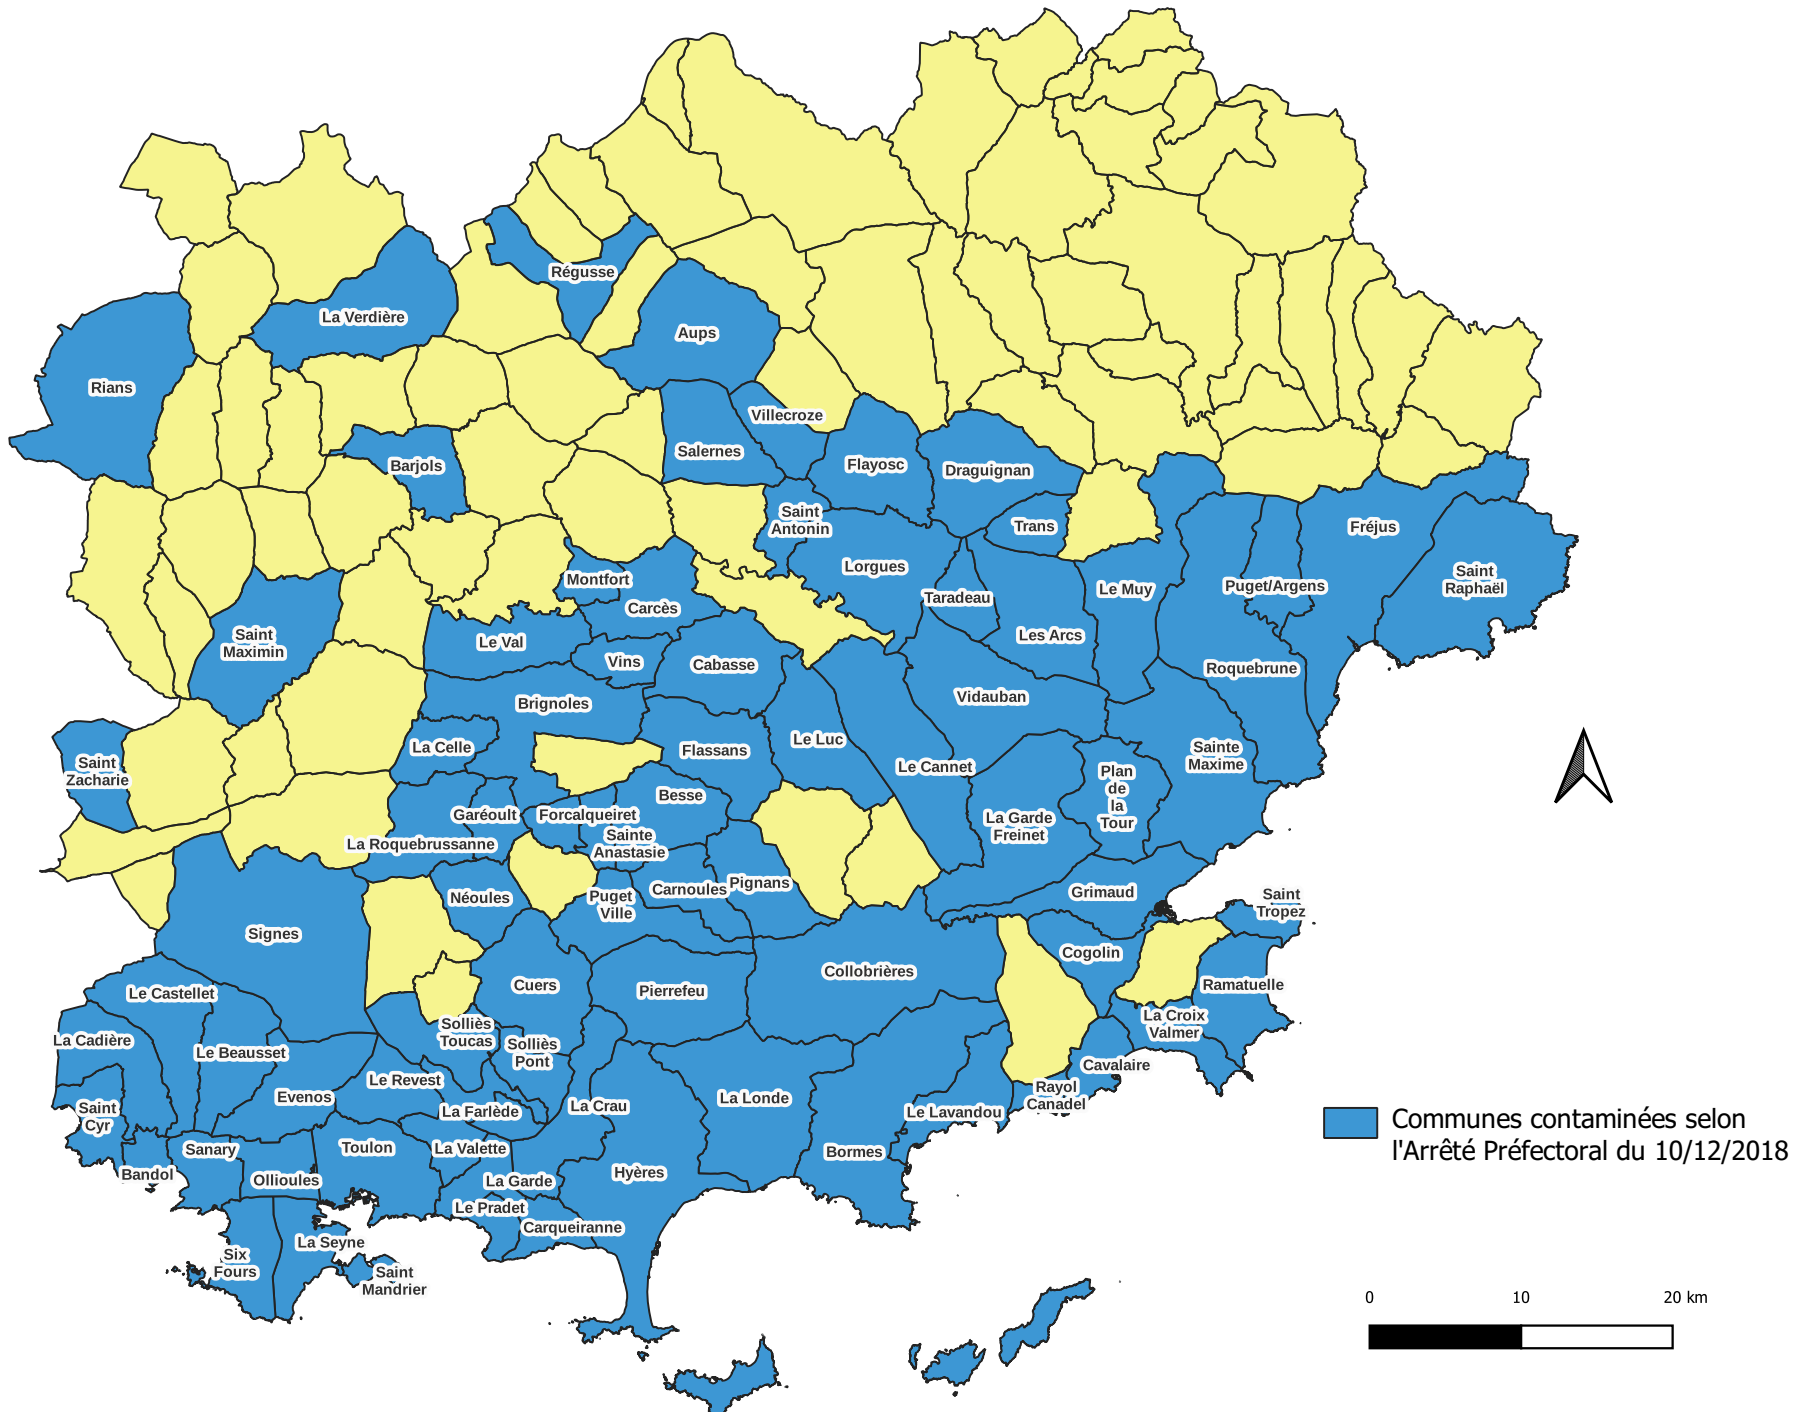 Régusse
La Verdière
Aups
Rians
Villecroze
Salernes
Barjols
Flayosc
Draguignan
Saint
Antonin
Trans
Fréjus
Lorgues
Montfort
Carcès
Taradeau
Le Muy
Puget/Argens
Saint
Raphaël
Saint
Maximin
Le Val
Vins
Cabasse
Les Arcs
Roquebrune
Brignoles
Vidauban
La Celle
Flassans
Le Luc
Le Cannet
Sainte
Maxime
Saint
Zacharie
Plan
de
la
Tour
Besse
Garéoult
Forcalqueiret
La Garde
Freinet
Sainte
Anastasie
La Roquebrussanne
Néoules
Puget
Ville
Carnoules
Pignans
Grimaud
Saint
Tropez
Signes
Cogolin
Collobrières
Cuers
Pierrefeu
Ramatuelle
Le Castellet
La Croix
Valmer
La Cadière
Le Beausset
Solliès
Toucas
Solliès
Pont
Cavalaire
Le Revest
Rayol
Canadel
Evenos
La Farlède
La Crau
La Londe
Le Lavandou
Saint
Cyr
Sanary
Toulon
La Valette
Bormes
Bandol
Ollioules
La Garde
Hyères
Le Pradet
Carqueiranne
La Seyne
Six
Fours
Saint
Mandrier
Communes contaminées selon
l'Arrêté Préfectoral du 10/12/2018
0 10 20 km